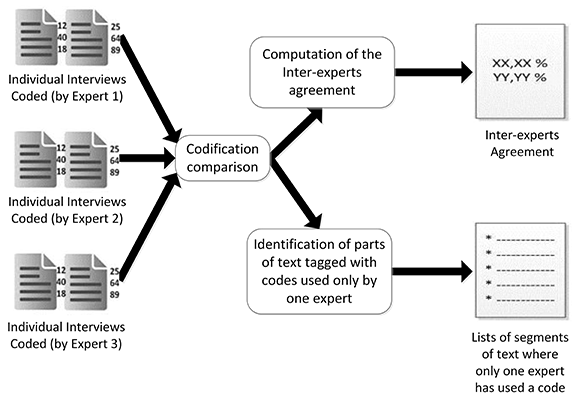 12
40
18
25
64
89
Individual Interviews
Coded (by Expert 1)
12
40
18
25
64
89
Individual Interviews
Coded (by Expert 2)
12
40
18
25
64
89
Individual Interviews
Coded (by Expert 3)
Codification
comparison
Computation of the
Inter-experts
agreement
XX,XX %
YY,YY %
Inter-experts
Agreement
Identification of parts
of text tagged with
codes used only by
one expert
* ----------
* ----------
* ----------
* ----------
* ----------
Lists of segments
of text where
only one expert
has used a code